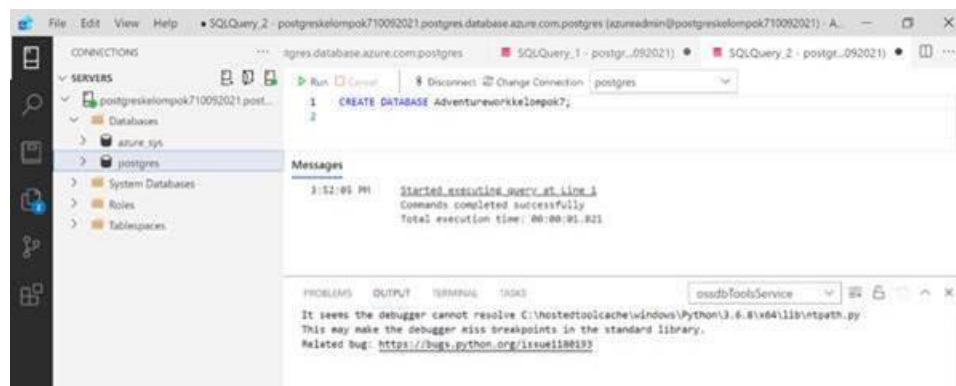 File Edit View Help
• SQLQuery_2 - postgreskelompok710092021.postgres.database.azure.com.postgres (azureadmin@postgreskelompok710092021) - A...
CONNECTIONS
SERVERS
postgreskelompok710092021.post...
Databases
azure_sys
postgres
System Databases
Roles
Tablespaces
tgres.database.azure.com:postgres
SQLQuery_1 - postgr...092021)
SQLQuery_2 - postgr...092021)
Run Cancel Disconnect Change Connection postgres
1 CREATE DATABASE Adventureworkkelompok7;
2
Messages
3:52:05 PM Started executing query at Line 1
Commands completed successfully
Total execution time: 00:00:01.821
PROBLEMS OUTPUT TERMINAL TASKS
ossdbToolsService
It seems the debugger cannot resolve C:\hostedtoolcache\windows\Python\3.6.8\x64\lib\ntpath.py
This may make the debugger miss breakpoints in the standard library.
Related bug: https://bugs.python.org/issue1180193